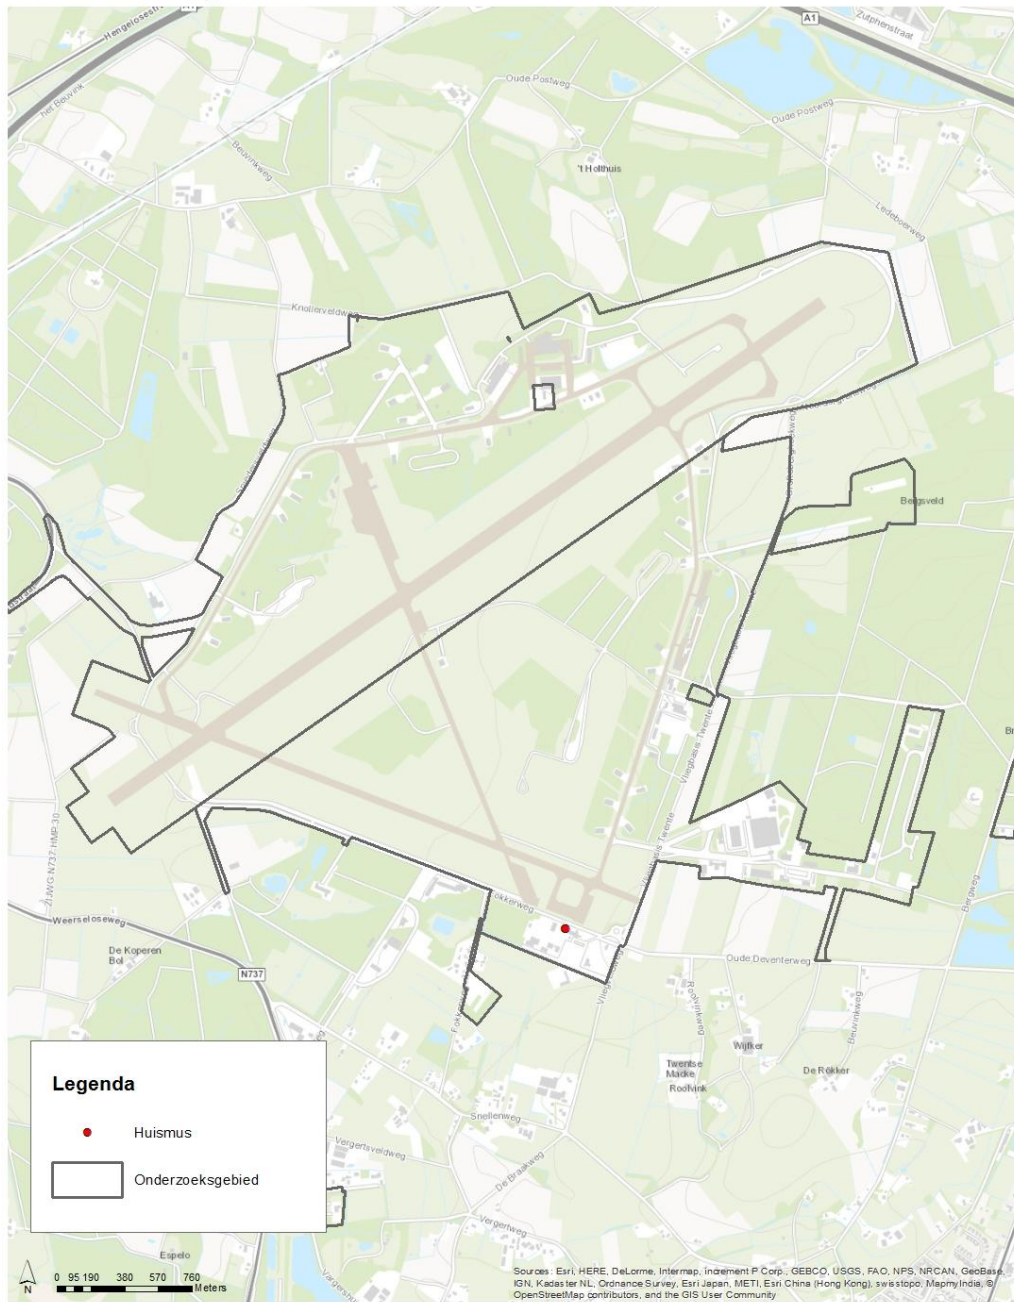 A1
Zutphenstraat
het Beuvink
Oude Postweg
Oude Postweg
Beuvinkweg
't Holthuis
Ledeboerweg
Knollerveldweg
Bergsveld
Vliegbasis Twente
Vliegbasis Twente
Fokkerweg
Weerseloseweg
De Koperen
Bol
N737
Oude Deventerweg
Bergweg
Vliegveldweg
Roolvinkweg
Beuvinkweg
Wijfker
Twentse
Macke
Roolvink
De Rökker
Snellenweg
Vergertsveldweg
De Braakweg
Vergertweg
Espelo
Legenda
Huismus
Onderzoeksgebied
N
0 95 190 380 570 760
Meters
Sources: Esri, HERE, DeLorme, Intermap, increment P Corp., GEBCO, USGS, FAO, NPS, NRCAN, GeoBase,
IGN, Kadaster NL, Ordnance Survey, Esri Japan, METI, Esri China (Hong Kong), swisstopo, MapmyIndia, ©
OpenStreetMap contributors, and the GIS User Community